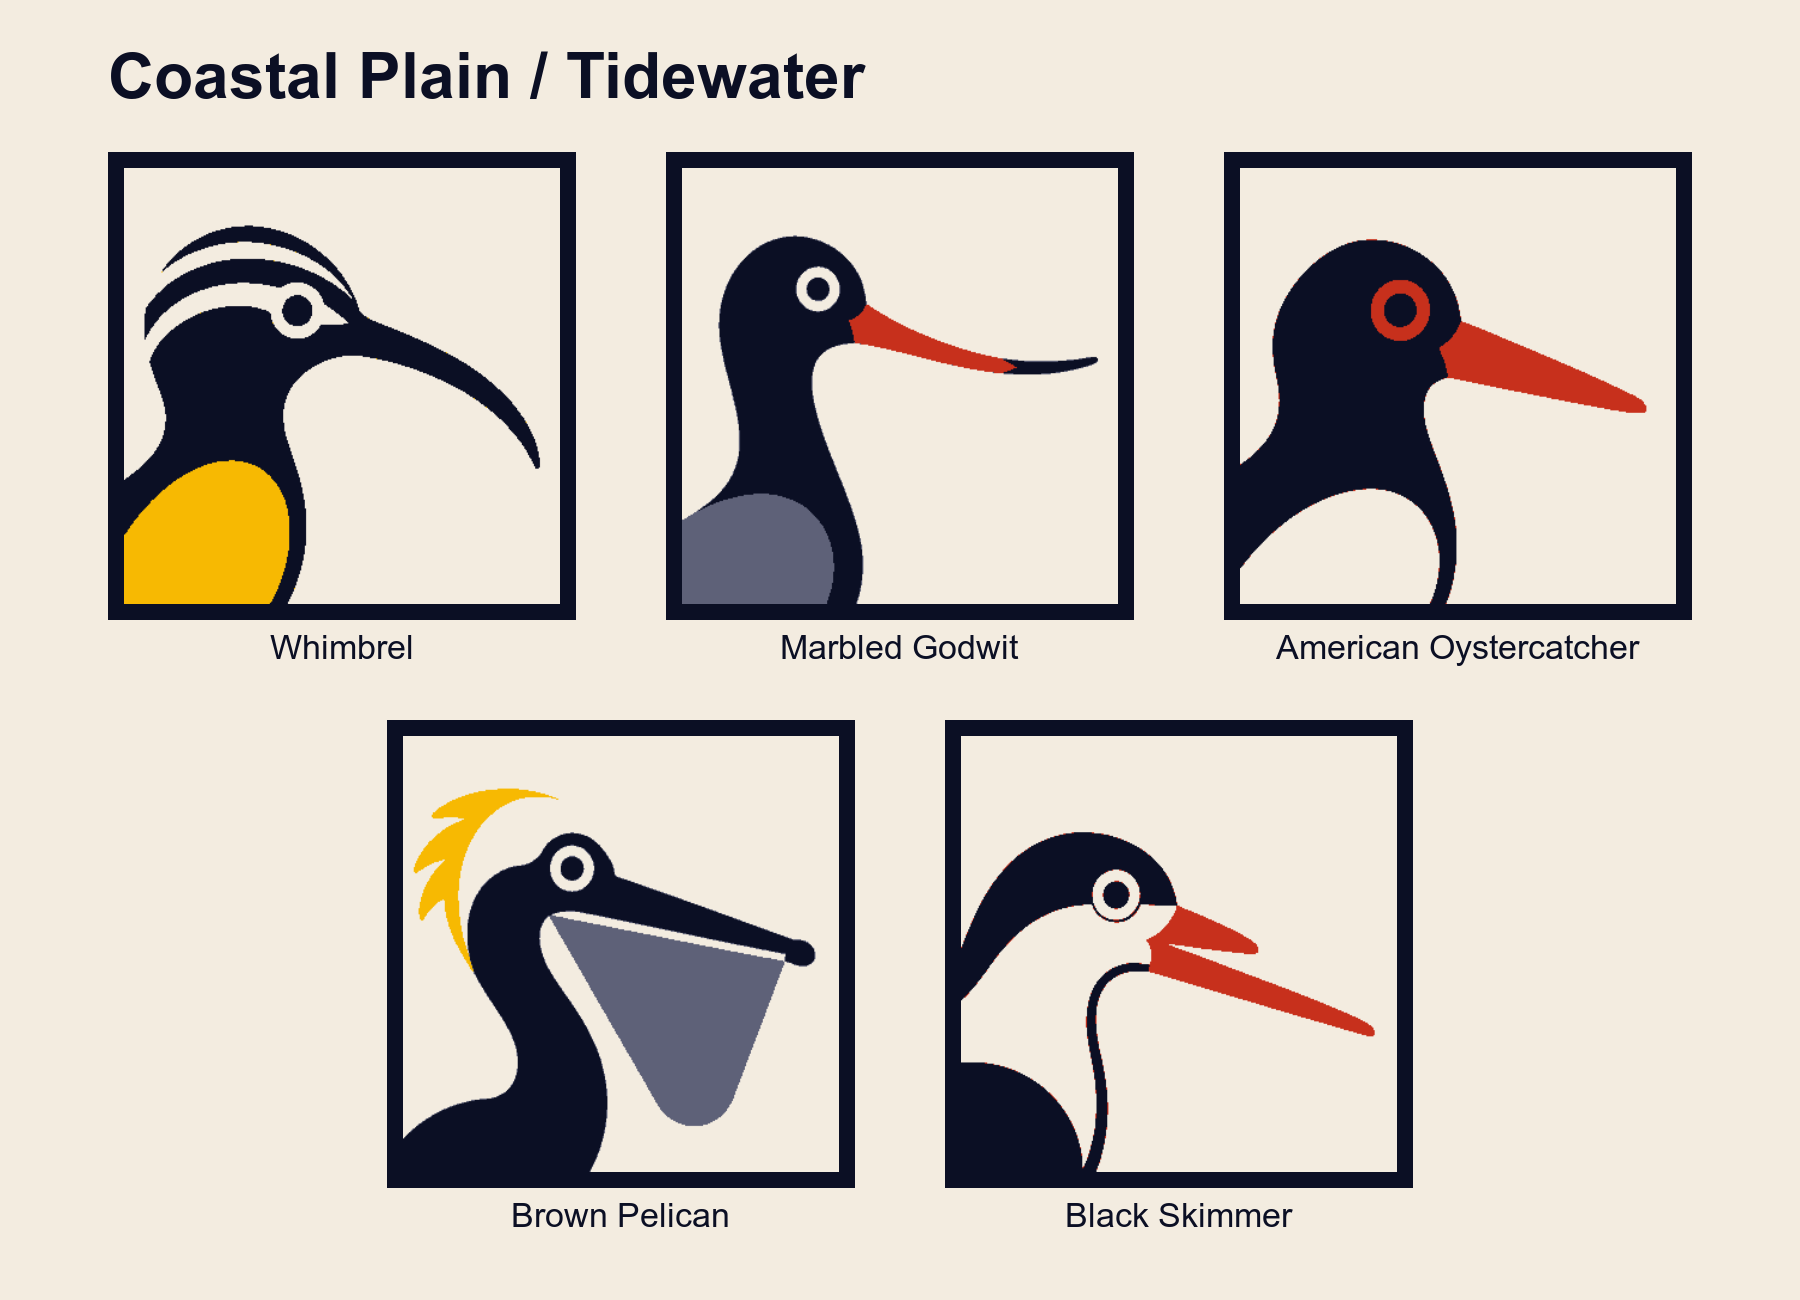 Coastal Plain / Tidewater
Whimbrel
Marbled Godwit
American Oystercatcher
Brown Pelican
Black Skimmer